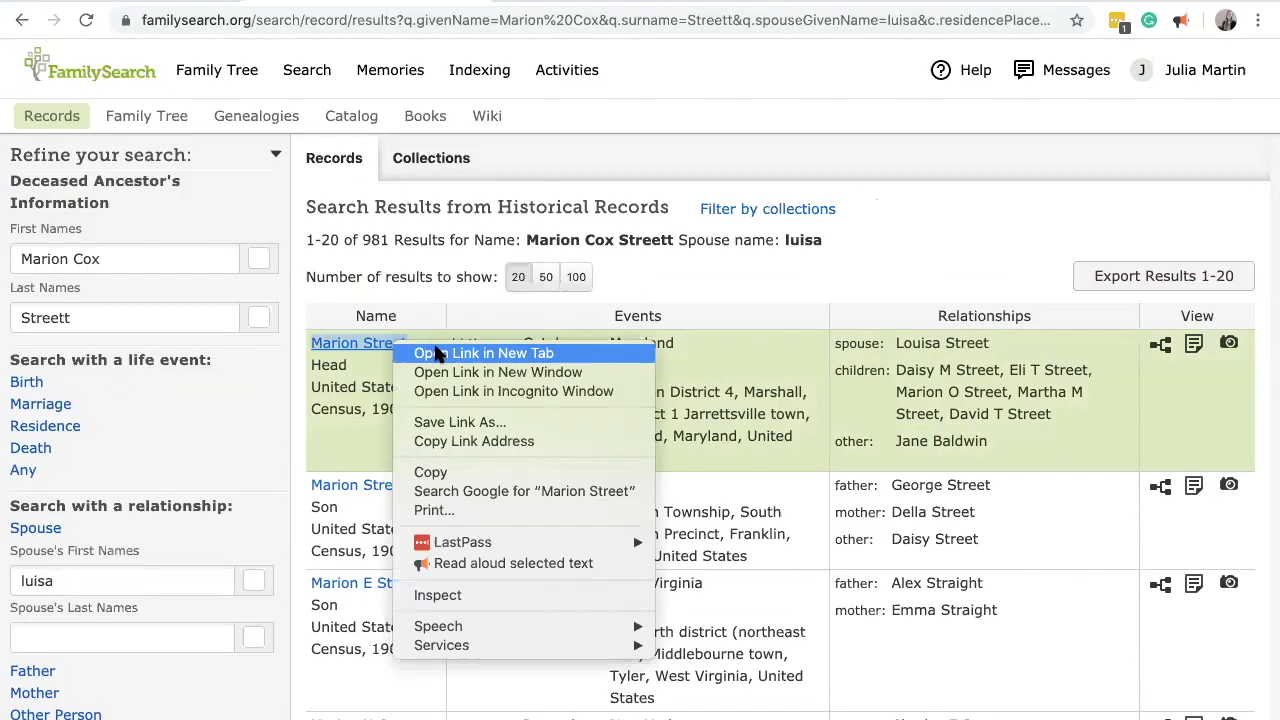 familysearch.org/search/record/results?q.givenName=Marion%20Cox&q.surname=Streett&q.spouseGivenName=luisa&c.residencePlace...
1
FamilySearch
Family Tree Search Memories Indexing Activities
Help Messages J Julia Martin
Records Family Tree Genealogies Catalog Books Wiki
Refine your search:
Deceased Ancestor's
Information
First Names
Marion Cox
Last Names
Streett
Search with a life event:
Birth
Marriage
Residence
Death
Any
Search with a relationship:
Spouse
Spouse's First Names
luisa
Spouse's Last Names
Father
Mother
Other Person
Records Collections
Search Results from Historical Records Filter by collections
1-20 of 981 Results for Name: Marion Cox Streett Spouse name: luisa
Number of results to show: 20 50 100 Export Results 1-20
Name Events Relationships View
Marion Street
Head
United State
Census, 190
n District 4, Marshall,
ct 1 Jarrettsville town,
d, Maryland, United
spouse: Louisa Street
children: Daisy M Street, Eli T Street,
Marion O Street, Martha M
Street, David T Street
other: Jane Baldwin
Open Link in New Tab
Open Link in New Window
Open Link in Incognito Window
Save Link As...
Copy Link Address
Copy
Search Google for “Marion Street”
Print...
LastPass
Read aloud selected text
Inspect
Speech
Services
Marion Stre
Son
United Stat
Census, 190
n Township, South
Precinct, Franklin,
United States
father: George Street
mother: Della Street
other: Daisy Street
Marion E St
Son
United Stat
Census, 190
Virginia
rth district (northeast
Middlebourne town,
Tyler, West Virginia, United
States
father: Alex Straight
mother: Emma Straight